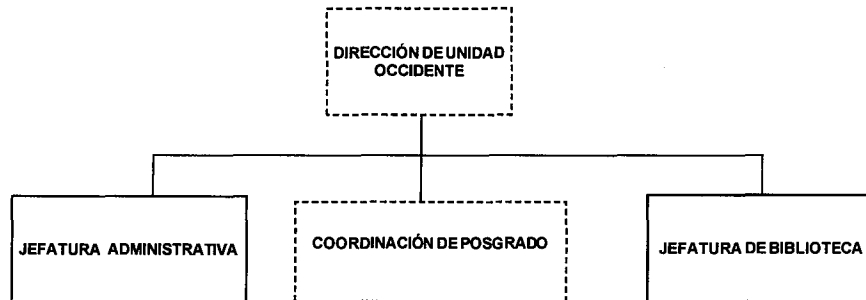 DIRECCIÓN DE UNIDAD
OCCIDENTE
JEFATURA ADMINISTRATIVA
COORDINACIÓN DE POSGRADO
JEFATURA DE BIBLIOTECA